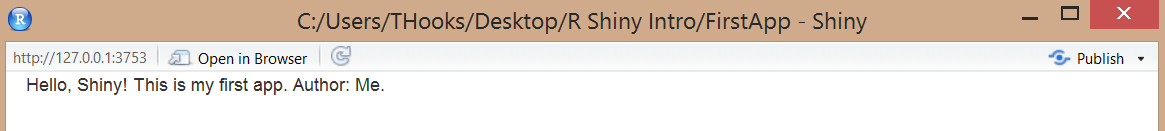 R
C:/Users/THooks/Desktop/R Shiny Intro/FirstApp - Shiny
http://127.0.0.1:3753 Open in Browser Publish
Hello, Shiny! This is my first app. Author: Me.